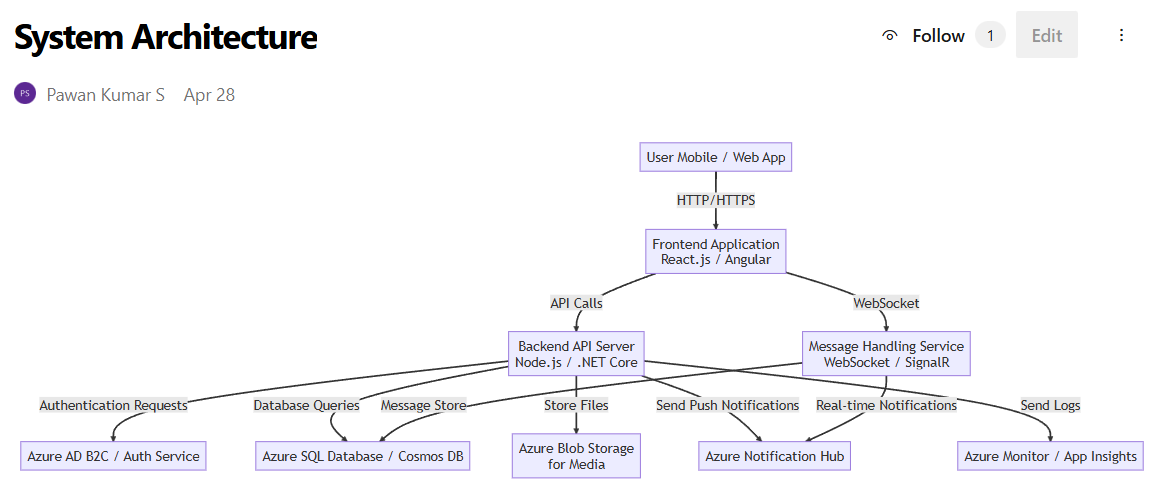 System Architecture
Follow 1 Edit
PS Pawan Kumar S Apr 28
User Mobile / Web App
HTTP/HTTPS
Frontend Application
React.js / Angular
API Calls
WebSocket
Backend API Server
Node.js / .NET Core
Message Handling Service
WebSocket / SignalR
Authentication Requests
Database Queries
Message Store
Store Files
Send Push Notifications
Real-time Notifications
Send Logs
Azure AD B2C / Auth Service
Azure SQL Database / Cosmos DB
Azure Blob Storage
for Media
Azure Notification Hub
Azure Monitor / App Insights